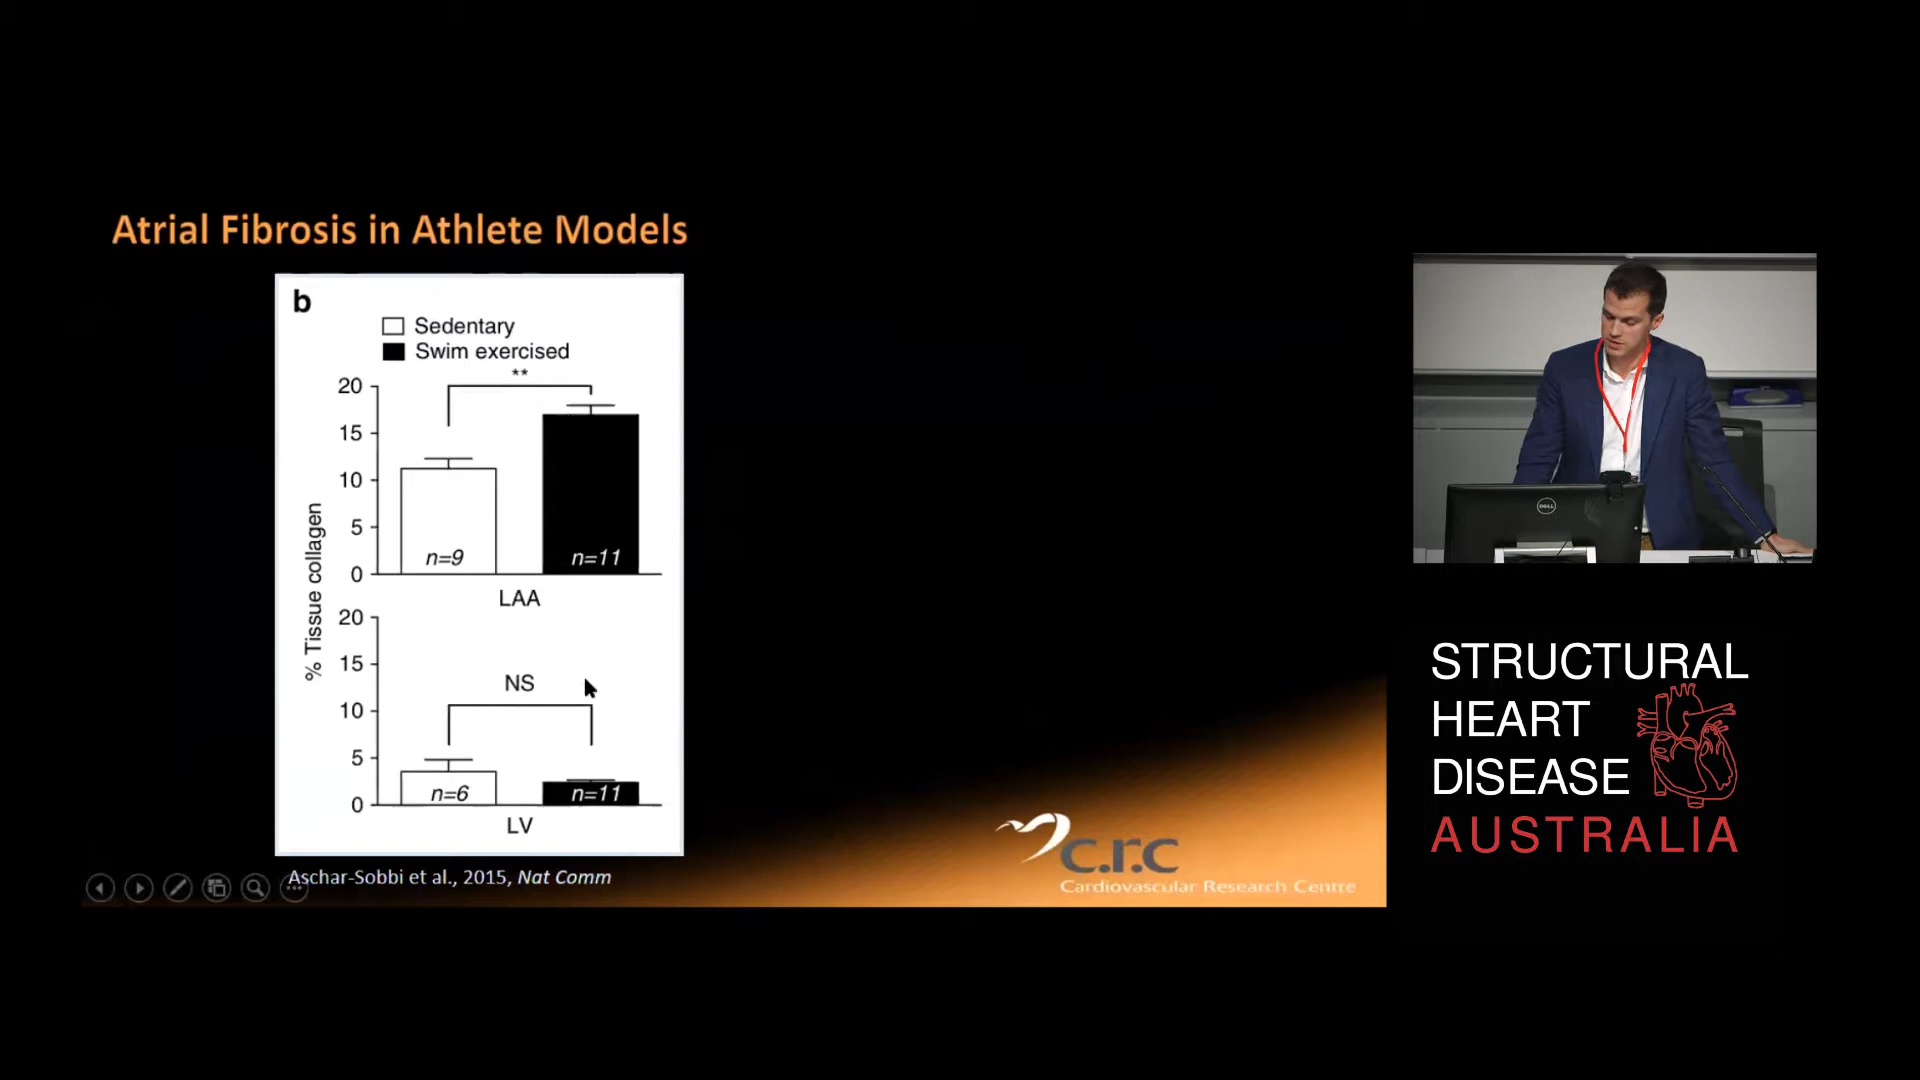 Atrial Fibrosis in Athlete Models
b
Sedentary
Swim exercised
**
20
15
10
5
0
n=9
n=11
LAA
% Tissue collagen
20
15
10
5
0
NS
n=6
n=11
LV
Aschar-Sobbi et al., 2015, Nat Comm
c.r.c
Cardiovascular Research Centre
DELL
STRUCTURAL
HEART
DISEASE
AUSTRALIA